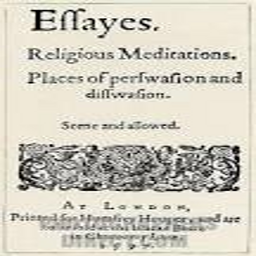 Eſſayes.
Religious Meditations.
Places of perſwaſion and
diſſwaſion.
Seene and allowed.
At London,
Printed for Humfrey Hooper, and are